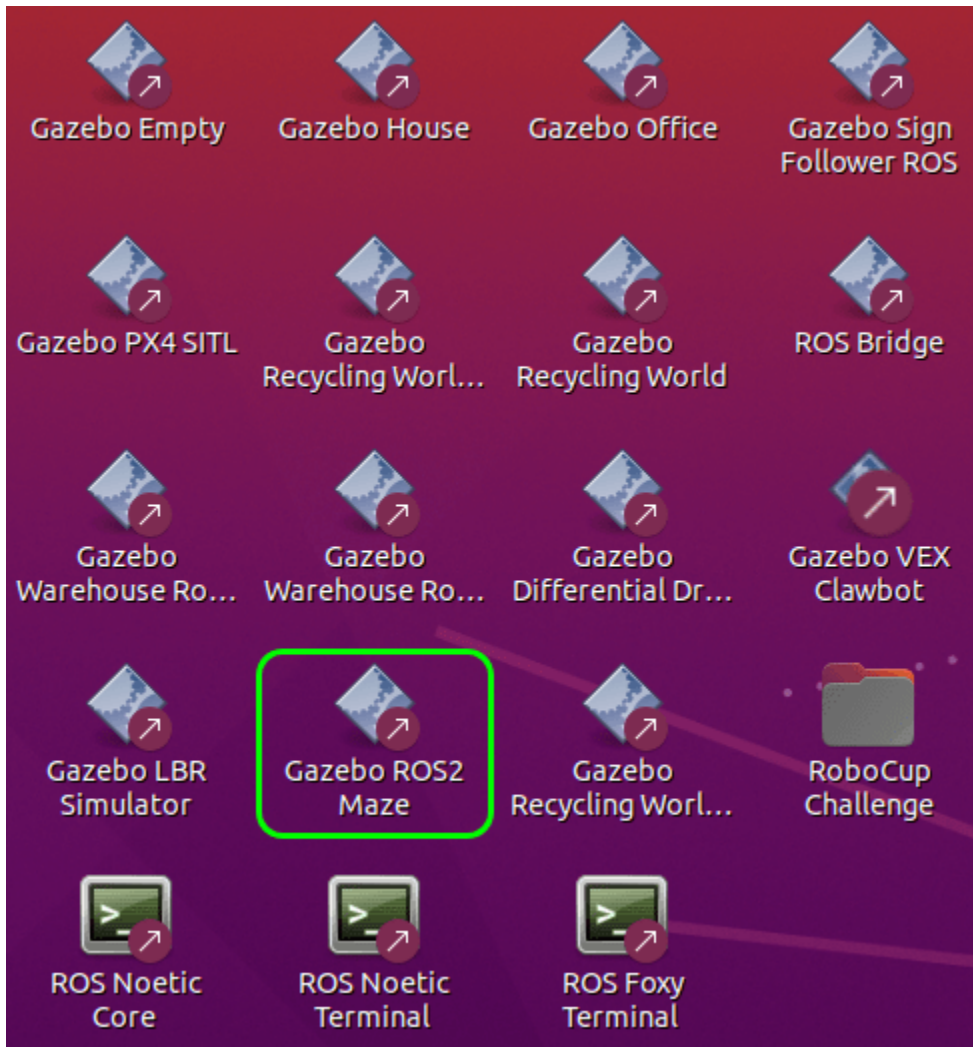 Gazebo Empty
Gazebo House
Gazebo Office
Gazebo Sign
Follower ROS
Gazebo PX4 SITL
Gazebo
Recycling Worl...
Gazebo
Recycling World
ROS Bridge
Gazebo
Warehouse Ro...
Gazebo
Warehouse Ro...
Gazebo
Differential Dr...
Gazebo VEX
Clawbot
Gazebo LBR
Simulator
Gazebo ROS2
Maze
Gazebo
Recycling Worl...
RoboCup
Challenge
>_
ROS Noetic
Core
>_
ROS Noetic
Terminal
>_
ROS Foxy
Terminal